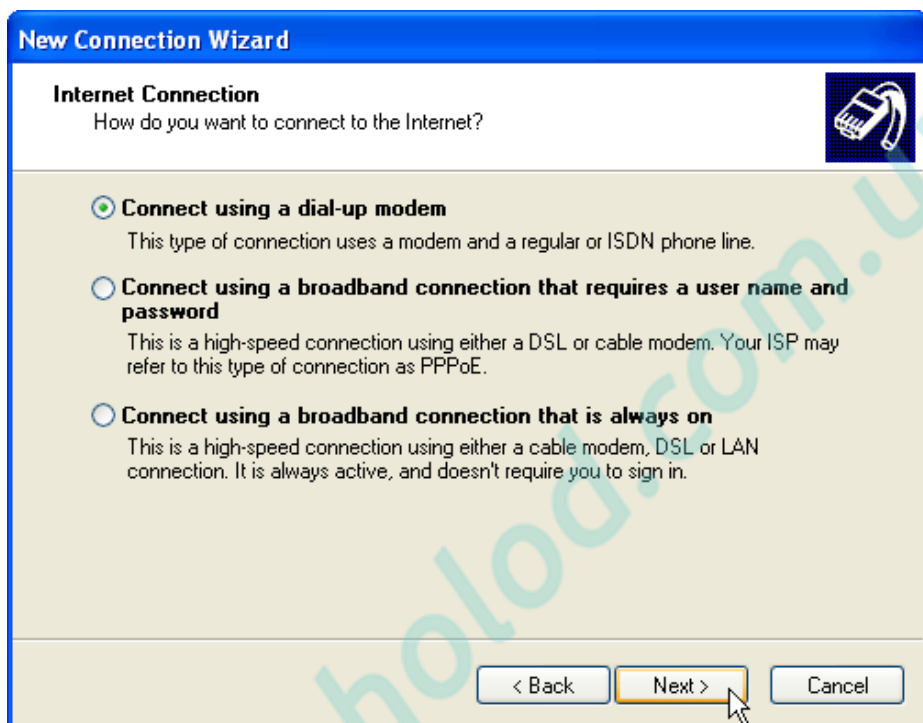 New Connection Wizard
Internet Connection
How do you want to connect to the Internet?
Connect using a dial-up modem
This type of connection uses a modem and a regular or ISDN phone line.
Connect using a broadband connection that requires a user name and
password
This is a high-speed connection using either a DSL or cable modem. Your ISP may
refer to this type of connection as PPPoE.
Connect using a broadband connection that is always on
This is a high-speed connection using either a cable modem, DSL or LAN
connection. It is always active, and doesn't require you to sign in.
< Back
Next >
Cancel